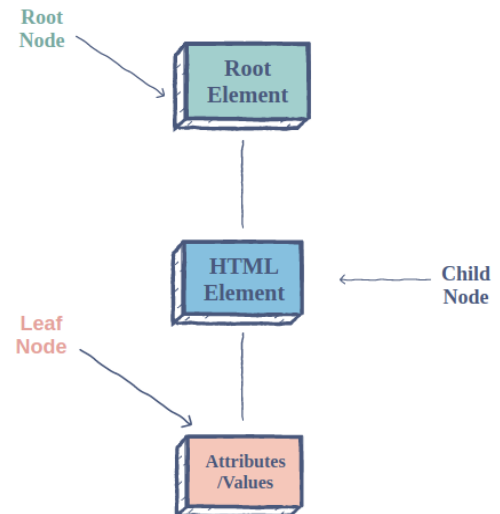 Root
Node
Root
Element
HTML
Element
Child
Node
Leaf
Node
Attributes
/Values